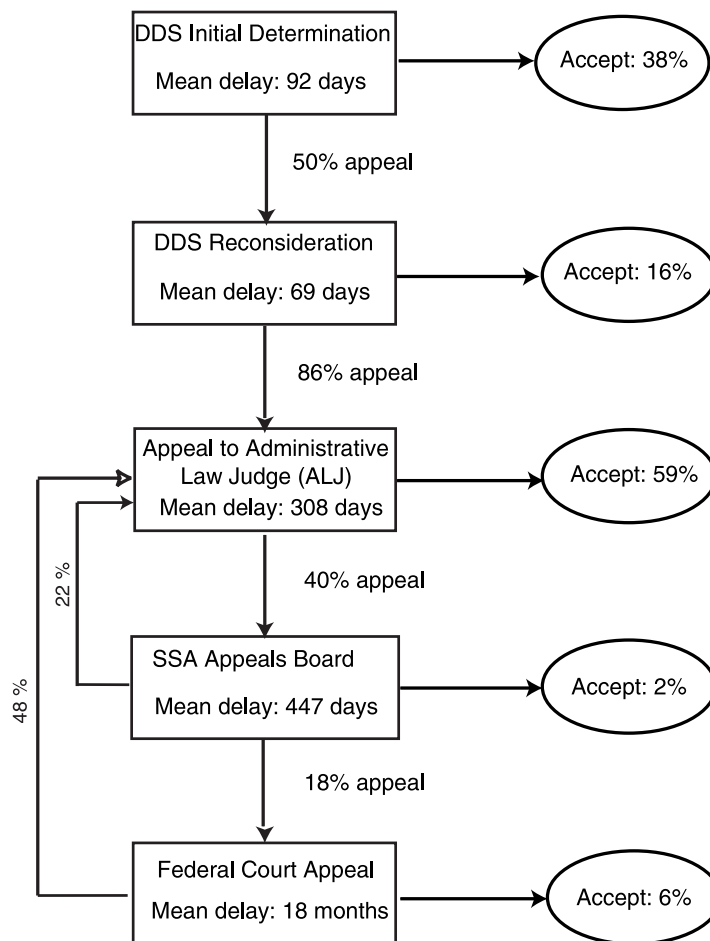 DDS Initial Determination
Mean delay: 92 days
Accept: 38%
50% appeal
DDS Reconsideration
Mean delay: 69 days
Accept: 16%
86% appeal
Appeal to Administrative
Law Judge (ALJ)
Mean delay: 308 days
Accept: 59%
40% appeal
22 %
SSA Appeals Board
Mean delay: 447 days
Accept: 2%
48 %
18% appeal
Federal Court Appeal
Mean delay: 18 months
Accept: 6%